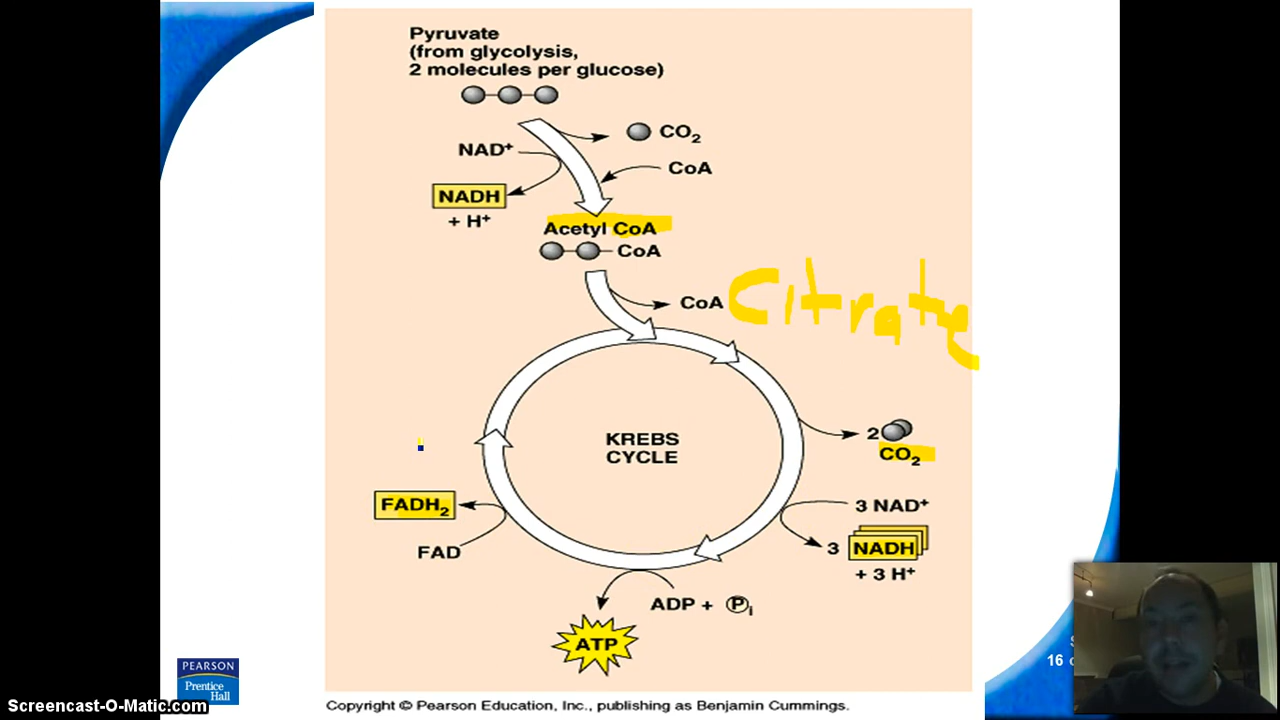 Pyruvate
(from glycolysis,
2 molecules per glucose)
CO2
NAD+
CoA
NADH
+ H+
Acetyl CoA
CoA
CoA
Citrate
KREBS
CYCLE
2
CO2
FADH2
3 NAD+
FAD
3 NADH
+ 3 H+
ADP + Pi
ATP
16
PEARSON
Prentice
Hall
Screencast-O-Matic.com
Copyright © Pearson Education, Inc., publishing as Benjamin Cummings.